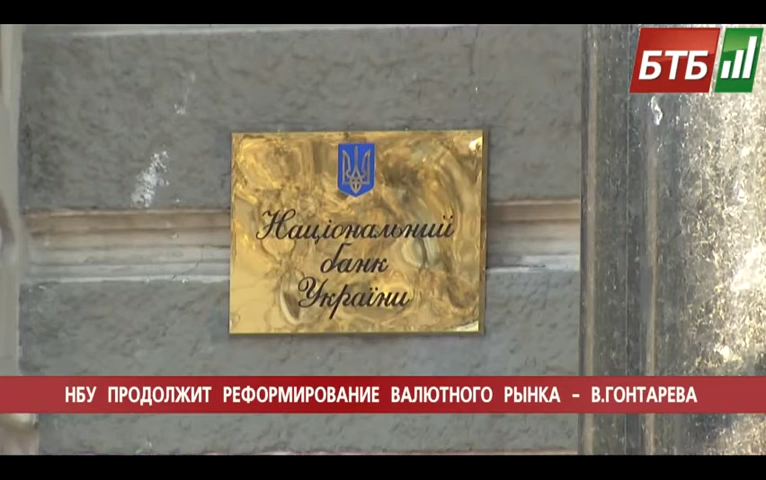 БТБ
Національний
банк
України
НБУ ПРОДОЛЖИТ РЕФОРМИРОВАНИЕ ВАЛЮТНОГО РЫНКА - В.ГОНТАРЕВА